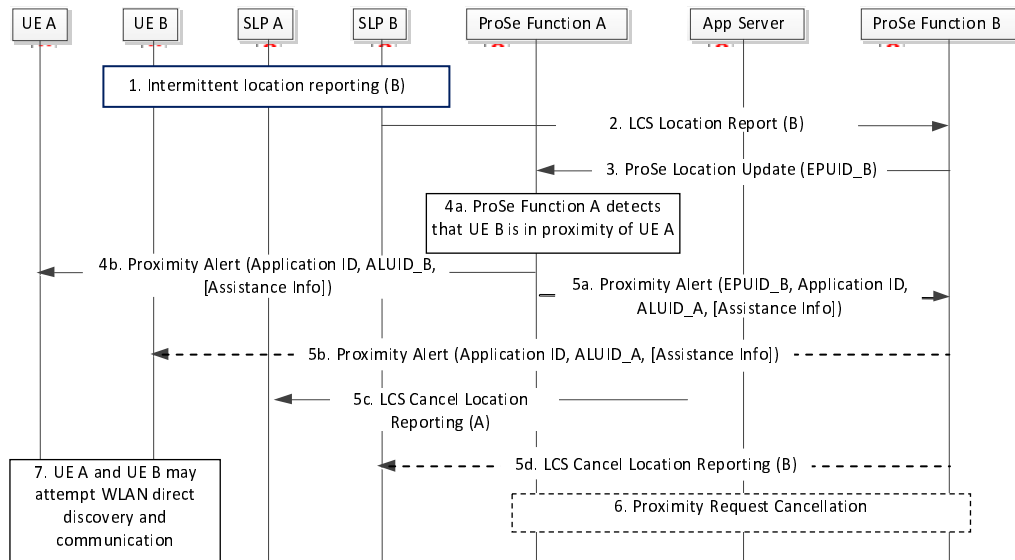 UE A UE B SLP A SLP B ProSe Function A App Server ProSe Function B
1. Intermittent location reporting (B)
2. LCS Location Report (B)
3. ProSe Location Update (EPUID_B)
4a. ProSe Function A detects
that UE B is in proximity of UE A
4b. Proximity Alert (Application ID, ALUID_B,
[Assistance Info])
5a. Proximity Alert (EPUID_B, Application ID,
ALUID_A, [Assistance Info])
5b. Proximity Alert (Application ID, ALUID_A, [Assistance Info])
5c. LCS Cancel Location
Reporting (A)
5d. LCS Cancel Location Reporting (B)
6. Proximity Request Cancellation
7. UE A and UE B may
attempt WLAN direct
discovery and
communication